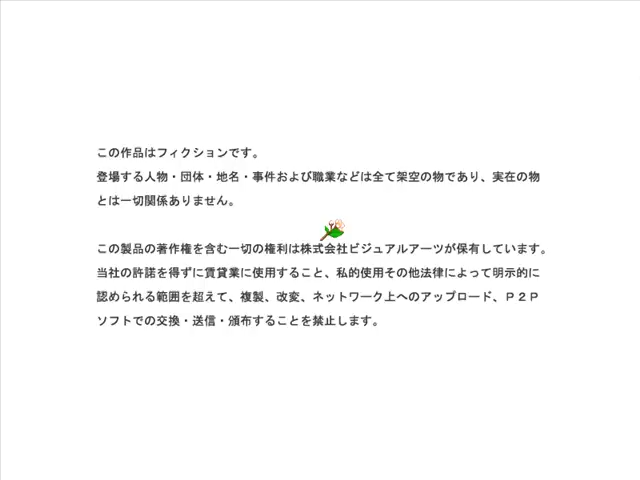 この作品はフィクションです。
登場する人物・団体・地名・事件および職業などは全て架空の物であり、実在の物
とは一切関係ありません。
この製品の著作権を含む一切の権利は株式会社ビジュアルアーツが保有しています。
当社の許諾を得ずに賃貸業に使用すること、私的使用その他法律によって明示的に
認められる範囲を超えて、複製、改変、ネットワーク上へのアップロード、Ｐ２Ｐ
ソフトでの交換・送信・頒布することを禁止します。